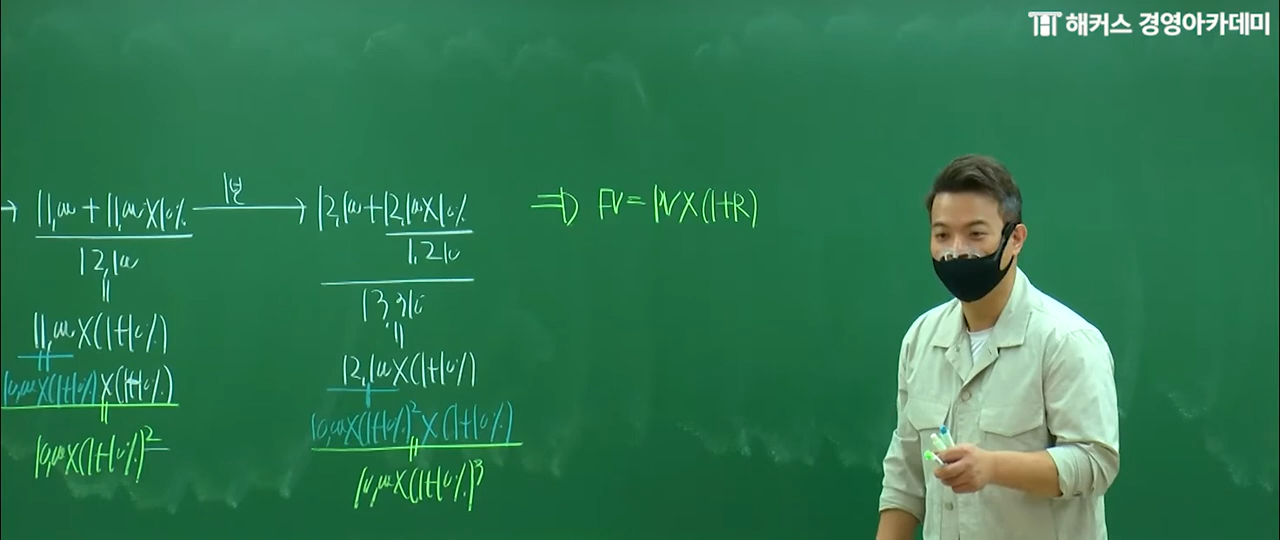 해커스 경영아카데미
→ 11,000 + 11,000 X 10% 1년 → 12,100 + 12,100 X 10% ⇒ FV = PV X (1+R)
12,100
1,210
13,310
11,000 X (1+10%)
12,100 X (1+10%)
10,000 X (1+10%) X (1+10%)
10,000 X (1+10%)² X (1+10%)
10,000 X (1+10%)²
10,000 X (1+10%)³